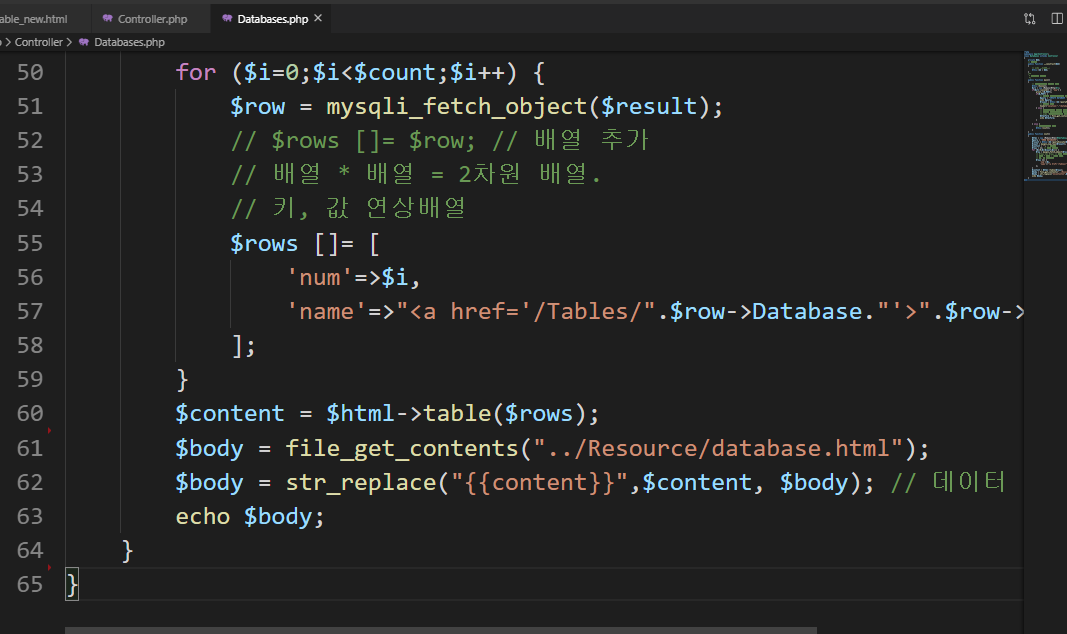 able_new.html Controller.php Databases.php ×
Controller > Databases.php
50 for ($i=0;$i<$count;$i++) {
51 $row = mysqli_fetch_object($result);
52 // $rows []= $row; // 배열 추가
53 // 배열 * 배열 = 2차원 배열.
54 // 키, 값 연상배열
55 $rows []= [
56 'num'=>$i,
57 'name'=>"<a href='/Tables/".$row->Database."'>".$row->
58 ];
59 }
60 $content = $html->table($rows);
61 $body = file_get_contents("../Resource/database.html");
62 $body = str_replace("{{content}}",$content, $body); // 데이터
63 echo $body;
64 }
65 }